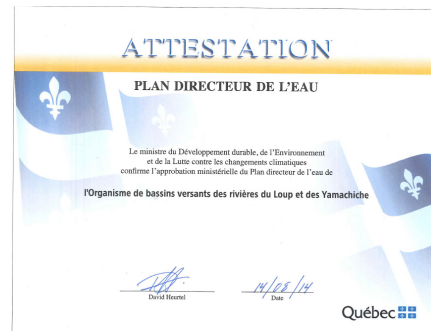 ATTESTATION
PLAN DIRECTEUR DE L'EAU
Le ministre du Développement durable, de l'Environnement
et de la Lutte contre les changements climatiques
confirme l'approbation ministérielle du Plan directeur de l'eau de
l'Organisme de bassins versants des rivières du Loup et des Yamachiche
14/08/14
David Heurtel Date
Québec